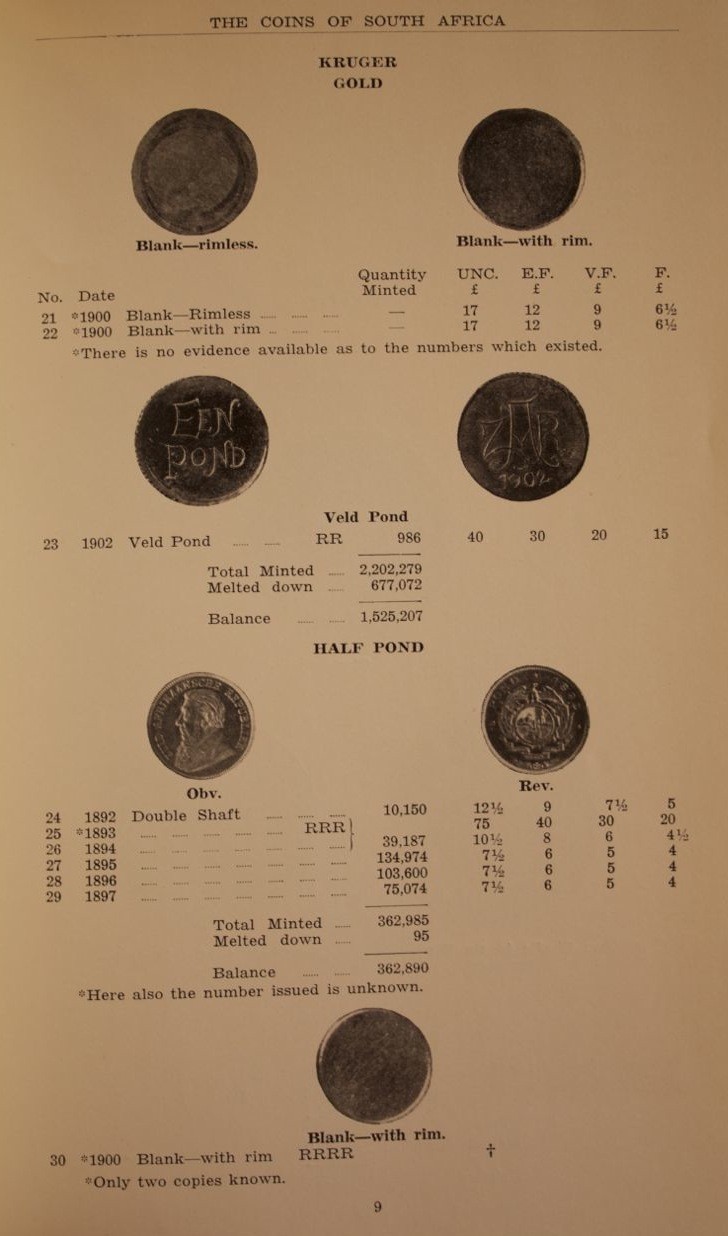 THE COINS OF SOUTH AFRICA
KRUGER
GOLD
Blank—rimless. Blank—with rim.
Quantity UNC. E.F. V.F. F.
No. Date Minted £ £ £ £
21 *1900 Blank—Rimless ...... ...... ...... — 17 12 9 6½
22 *1900 Blank—with rim ... ...... ...... — 17 12 9 6½
*There is no evidence available as to the numbers which existed.
EEN ZAR
POND 1902
Veld Pond
23 1902 Veld Pond ...... ...... RR 986 40 30 20 15
Total Minted ...... 2,202,279
Melted down ...... 677,072
Balance ...... ...... 1,525,207
HALF POND
Obv. Rev.
24 1892 Double Shaft ...... ...... ...... 10,150 12½ 9 7½ 5
25 *1893 ...... ...... ...... ...... ...... RRR} 75 40 30 20
26 1894 ...... ...... ...... ...... ...... ...... 39,187 10½ 8 6 4½
27 1895 ...... ...... ...... ...... ...... ...... 134,974 7½ 6 5 4
28 1896 ...... ...... ...... ...... ...... ...... 103,600 7½ 6 5 4
29 1897 ...... ...... ...... ...... ...... ...... 75,074 7½ 6 5 4
Total Minted ...... 362,985
Melted down ...... 95
Balance ...... ...... 362,890
*Here also the number issued is unknown.
Blank—with rim.
30 *1900 Blank—with rim RRRR †
*Only two copies known.
9